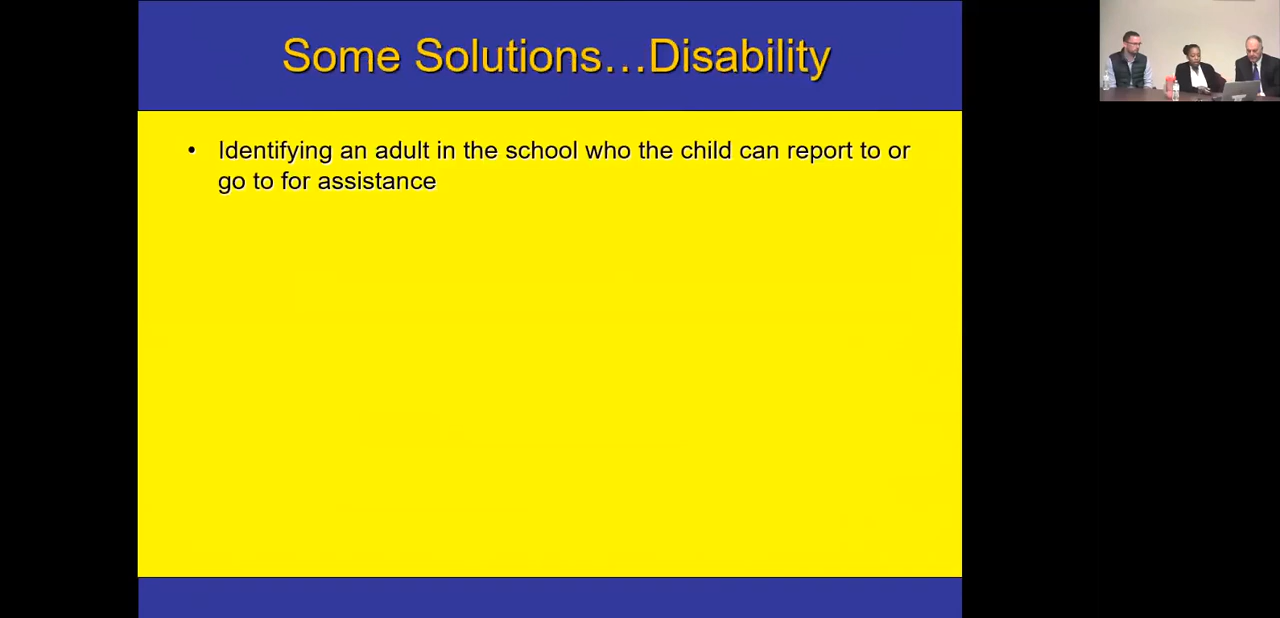 Some Solutions…Disability
• Identifying an adult in the school who the child can report to or
go to for assistance